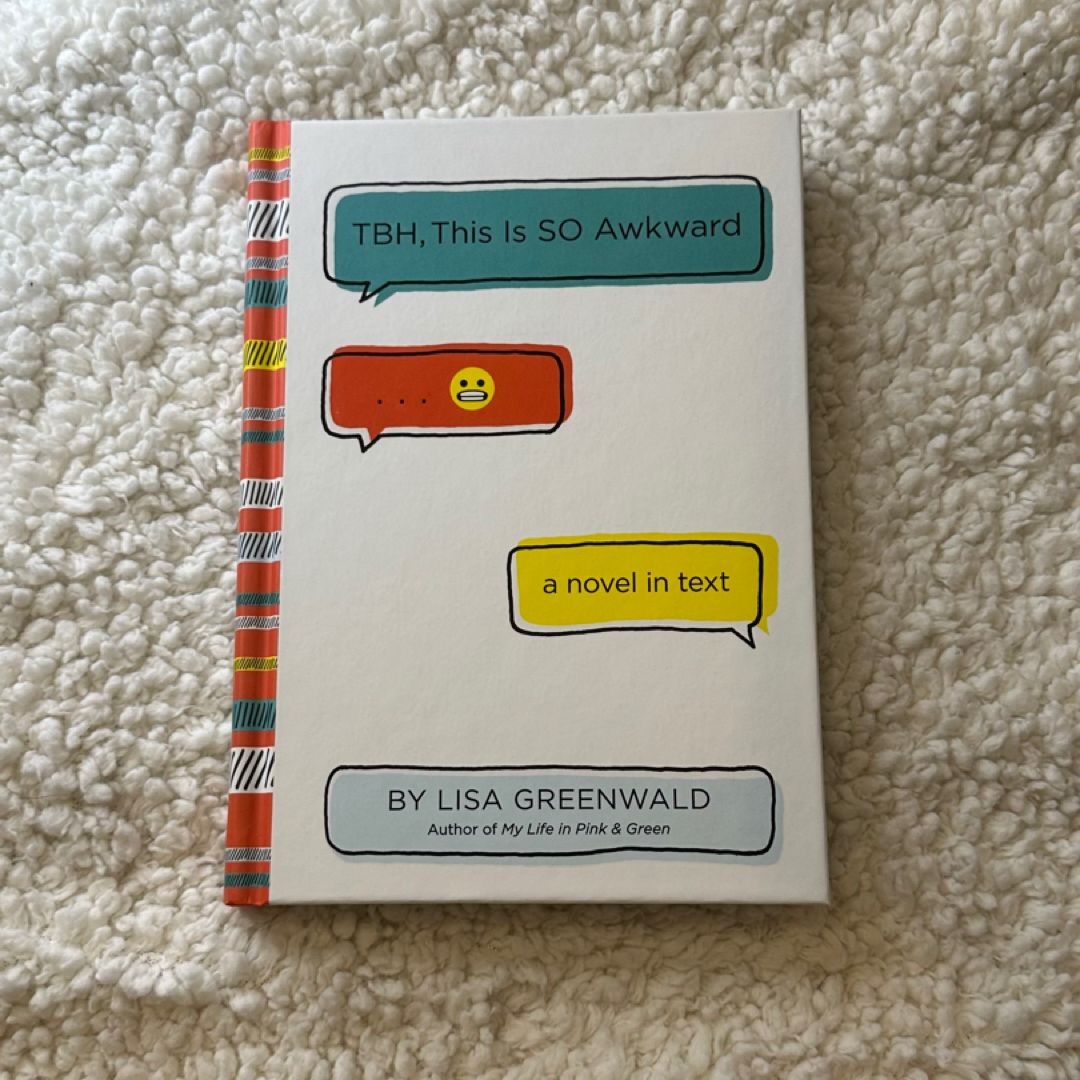 TBH, This Is SO Awkward
...
a novel in text
BY LISA GREENWALD
Author of My Life in Pink & Green